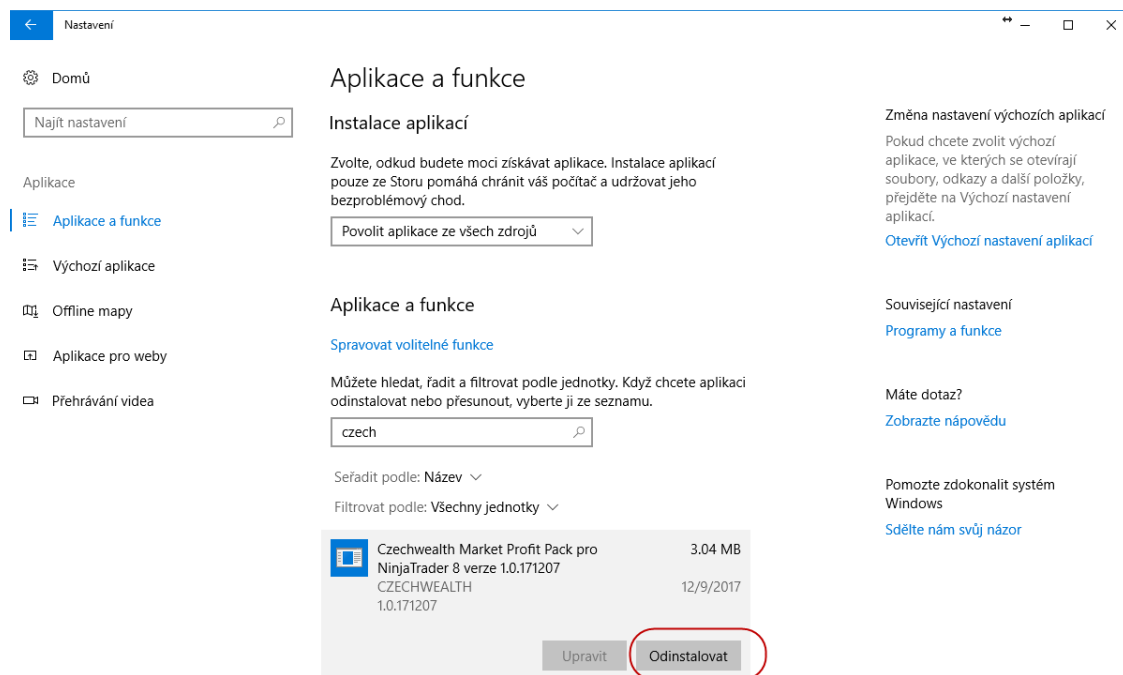 Nastavení
Domů
Najít nastavení
Aplikace
Aplikace a funkce
Výchozí aplikace
Offline mapy
Aplikace pro weby
Přehrávání videa
Aplikace a funkce
Instalace aplikací
Zvolte, odkud budete moci získávat aplikace. Instalace aplikací
pouze ze Storu pomáhá chránit váš počítač a udržovat jeho
bezproblémový chod.
Povolit aplikace ze všech zdrojů
Aplikace a funkce
Spravovat volitelné funkce
Můžete hledat, řadit a filtrovat podle jednotky. Když chcete aplikaci
odinstalovat nebo přesunout, vyberte ji ze seznamu.
czech
Seřadit podle: Název
Filtrovat podle: Všechny jednotky
Czechwealth Market Profit Pack pro 3.04 MB
NinjaTrader 8 verze 1.0.171207
CZECHWEALTH 12/9/2017
1.0.171207
Upravit Odinstalovat
Změna nastavení výchozích aplikací
Pokud chcete zvolit výchozí
aplikace, ve kterých se otevírají
soubory, odkazy a další položky,
přejděte na Výchozí nastavení
aplikací.
Otevřít Výchozí nastavení aplikací
Související nastavení
Programy a funkce
Máte dotaz?
Zobrazte nápovědu
Pomozte zdokonalit systém
Windows
Sdělte nám svůj názor